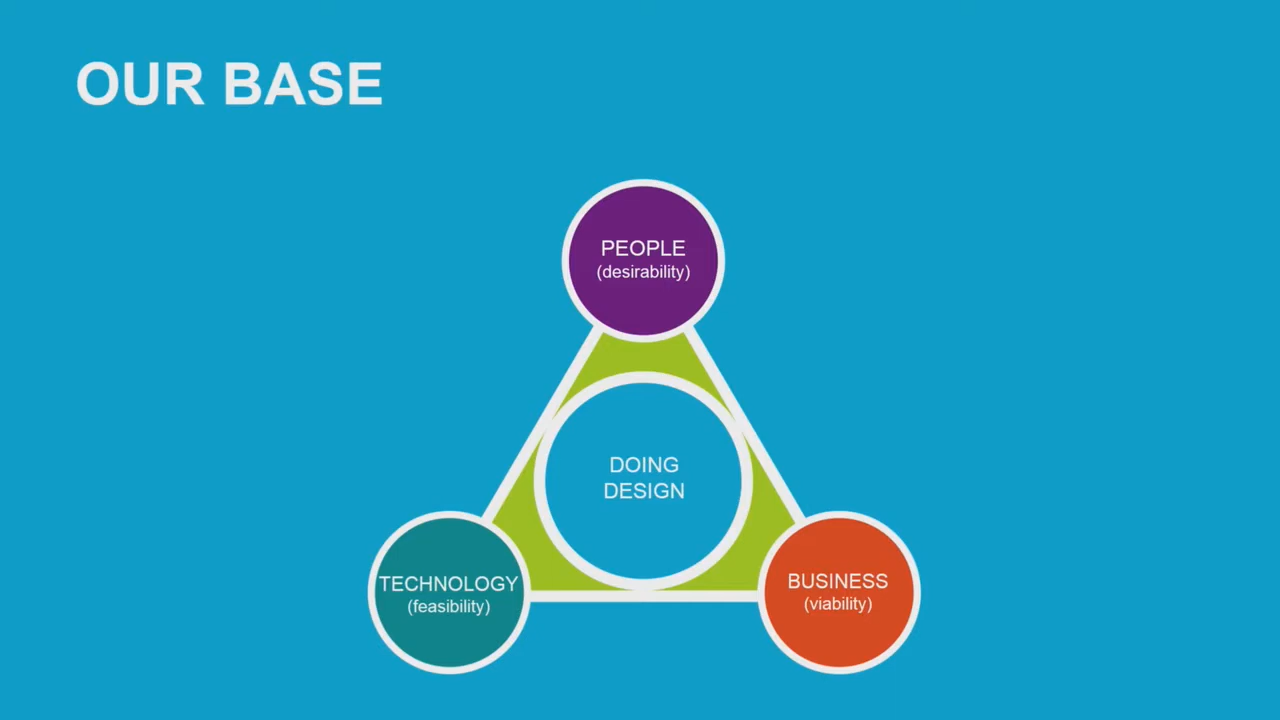 OUR BASE
PEOPLE
(desirability)
DOING
DESIGN
TECHNOLOGY
(feasibility)
BUSINESS
(viability)